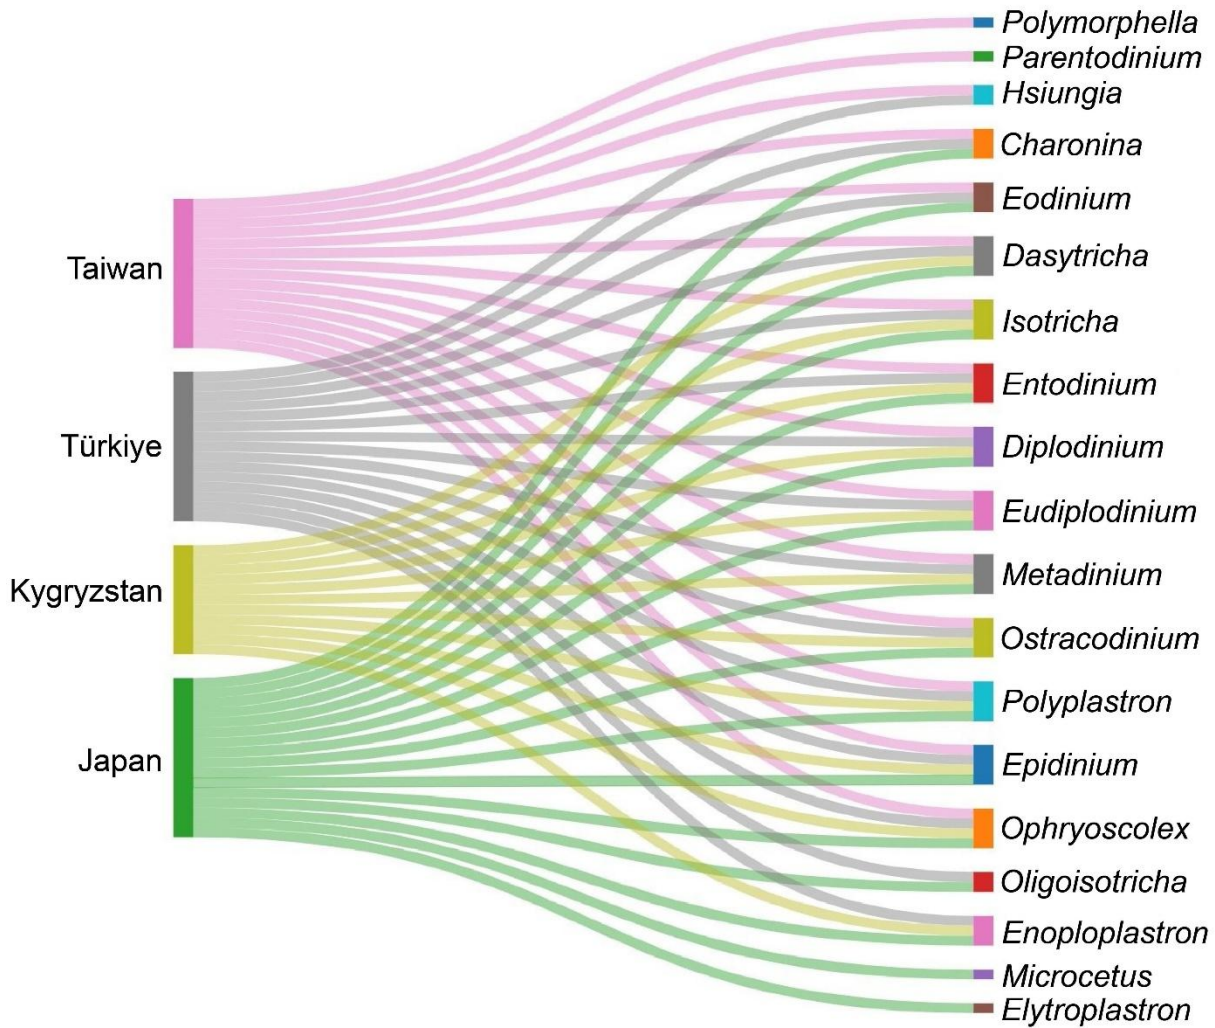 Taiwan
Türkiye
Kygryzstan
Japan
Polymorphella
Parentodinium
Hsiungia
Charonina
Eodinium
Dasytricha
Isotricha
Entodinium
Diplodinium
Eudiplodinium
Metadinium
Ostracodinium
Polyplastron
Epidinium
Ophryoscolex
Oligoisotricha
Enoploplastron
Microcetus
Elytroplastron